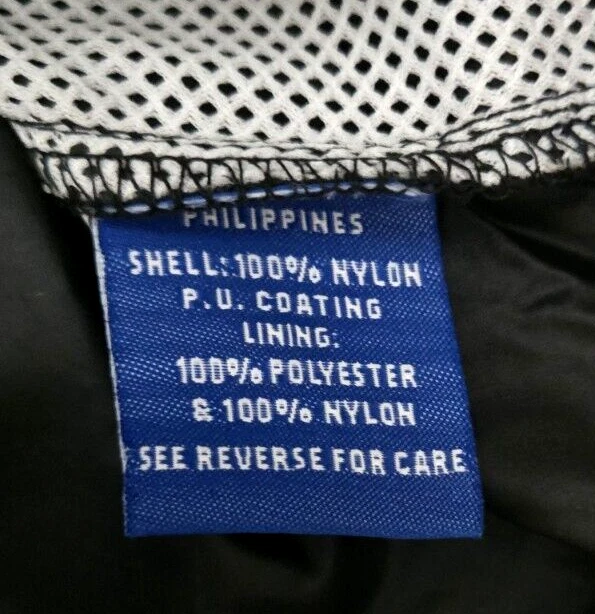 PHILIPPINES
SHELL: 100% NYLON
P.U. COATING
LINING:
100% POLYESTER
& 100% NYLON
SEE REVERSE FOR CARE